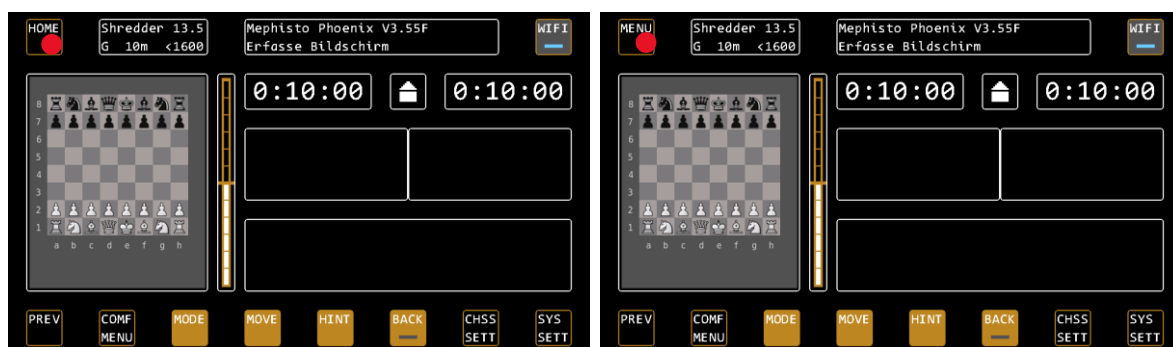 HOME
Shredder 13.5
G 10m <1600
Mephisto Phoenix V3.55F
Erfasse Bildschirm
WIFI
0:10:00
0:10:00
8
7
6
5
4
3
2
1
a b c d e f g h
PREV
COMF
MENU
MODE
MOVE
HINT
BACK
CHSS
SETT
SYS
SETT
MENU
Shredder 13.5
G 10m <1600
Mephisto Phoenix V3.55F
Erfasse Bildschirm
WIFI
0:10:00
0:10:00
8
7
6
5
4
3
2
1
a b c d e f g h
PREV
COMF
MENU
MODE
MOVE
HINT
BACK
CHSS
SETT
SYS
SETT